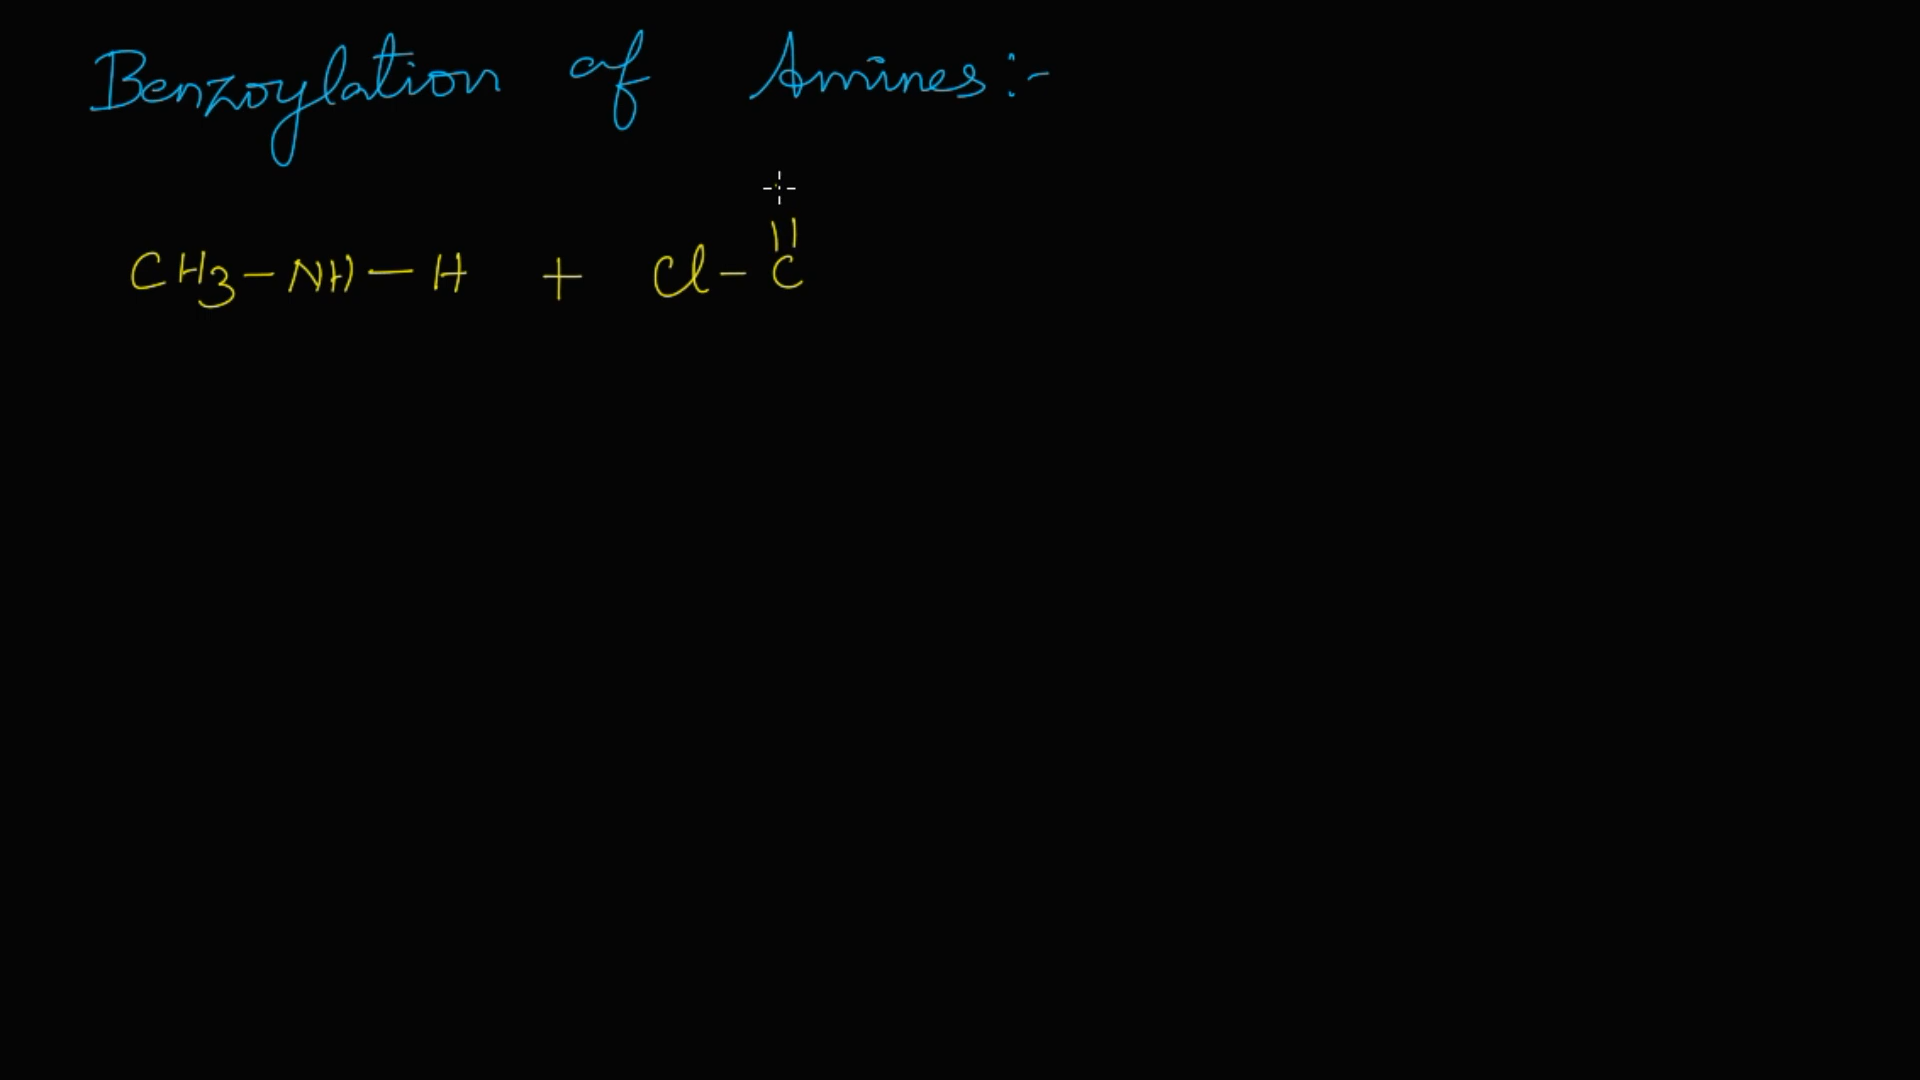 Benzoylation of Amines:-
||
CH3-NH-H + Cl-C